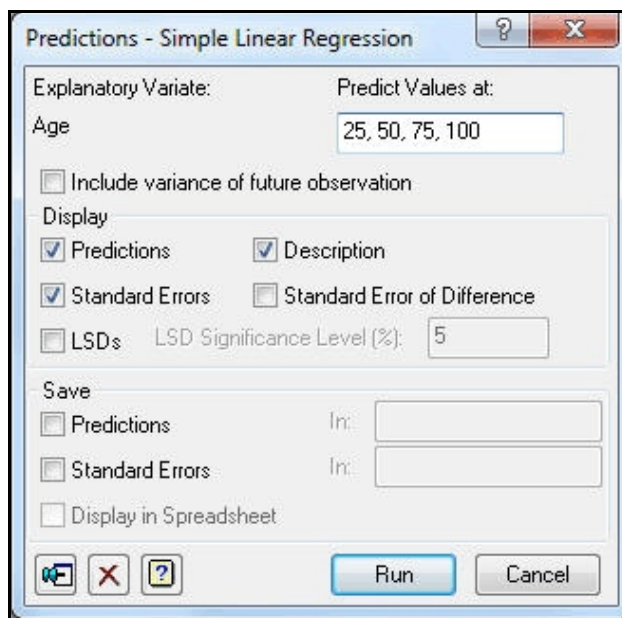 Predictions - Simple Linear Regression
Explanatory Variate: Predict Values at:
Age 25, 50, 75, 100
Include variance of future observation
Display
Predictions Description
Standard Errors Standard Error of Difference
LSDs LSD Significance Level (%): 5
Save
Predictions In:
Standard Errors In:
Display in Spreadsheet
Run Cancel